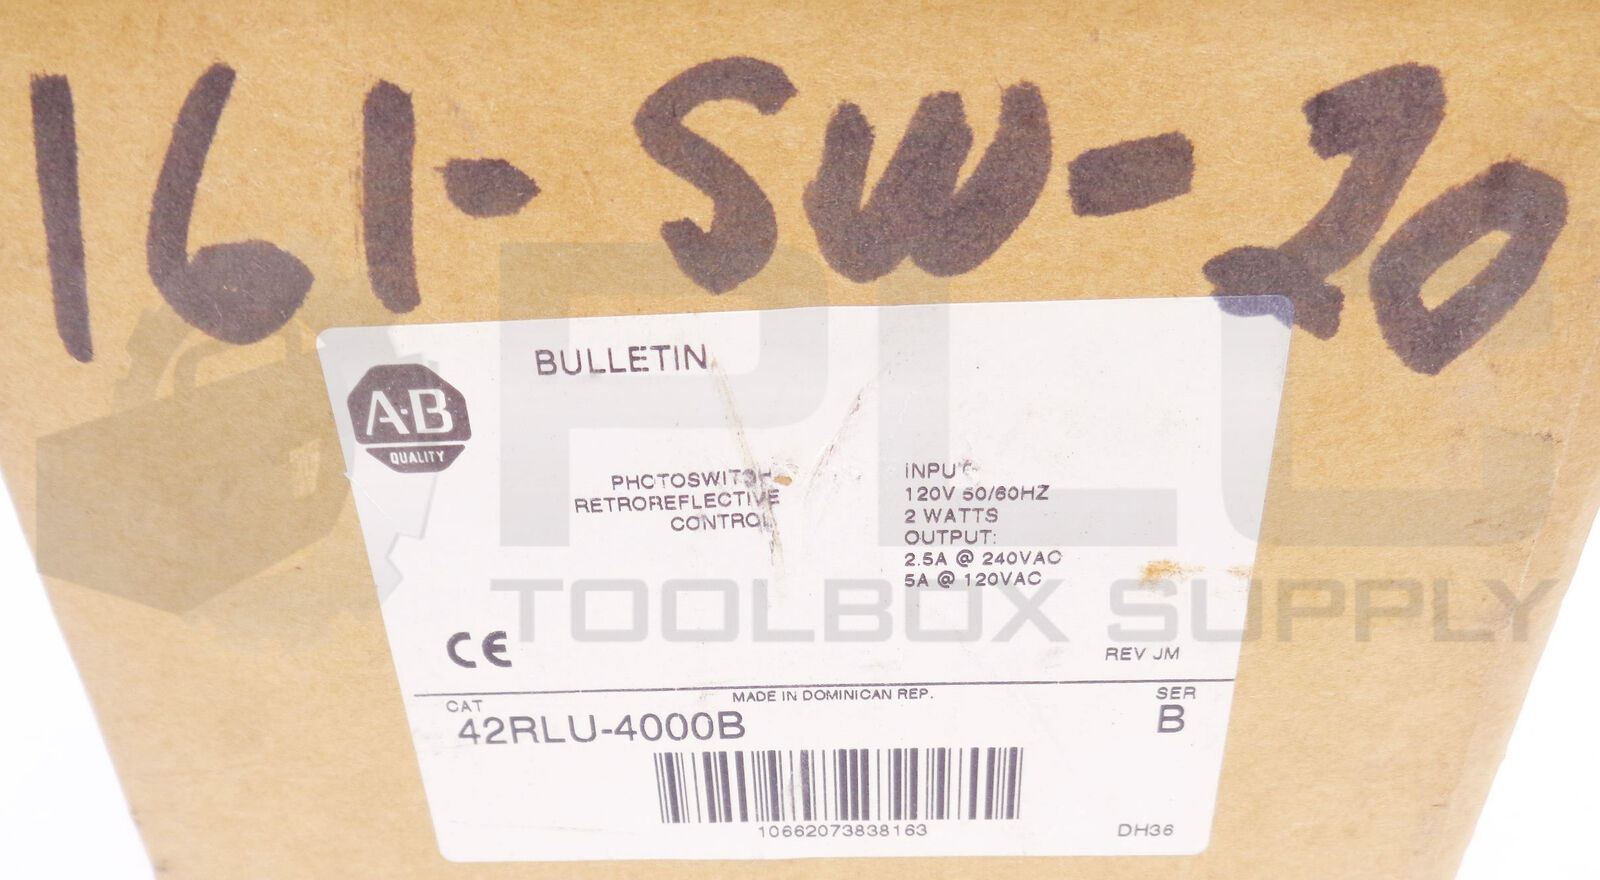 161-SW-20
BULLETIN
A·B
QUALITY
PHOTOSWITCH
RETROREFLECTIVE
CONTROL
INPUT
120V 50/60HZ
2 WATTS
OUTPUT:
2.5A @ 240VAC
5A @ 120VAC
PLC
TOOLBOX SUPPLY
CE
REV JM
MADE IN DOMINICAN REP.
CAT
SER
42RLU-4000B
B
10662073838163
DH36